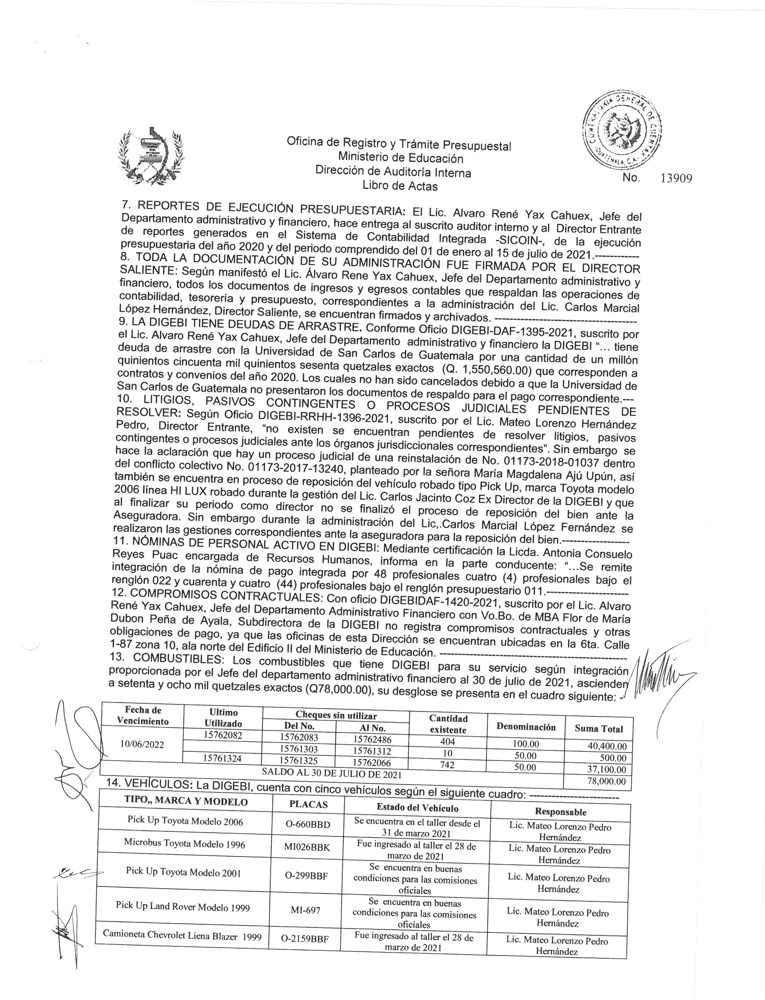 CONTRALORIA GENERAL DE CUENTAS
GUATEMALA, C.A.
Oficina de Registro y Trámite Presupuestal
Ministerio de Educación
Dirección de Auditoría Interna
Libro de Actas
No. 13909
7. REPORTES DE EJECUCIÓN PRESUPUESTARIA: El Lic. Alvaro René Yax Cahuex, Jefe del
Departamento administrativo y financiero, hace entrega al suscrito auditor interno y al Director Entrante
de reportes generados en el Sistema de Contabilidad Integrada -SICOIN-, de la ejecución
presupuestaria del año 2020 y del periodo comprendido del 01 de enero al 15 de julio de 2021.------------
8. TODA LA DOCUMENTACIÓN DE SU ADMINISTRACIÓN FUE FIRMADA POR EL DIRECTOR
SALIENTE: Según manifestó el Lic. Álvaro Rene Yax Cahuex, Jefe del Departamento administrativo y
financiero, todos los documentos de ingresos y egresos contables que respaldan las operaciones de
contabilidad, tesorería y presupuesto, correspondientes a la administración del Lic. Carlos Marcial
López Hernández, Director Saliente, se encuentran firmados y archivados. --------------------------------------
9. LA DIGEBI TIENE DEUDAS DE ARRASTRE. Conforme Oficio DIGEBI-DAF-1395-2021, suscrito por
el Lic. Alvaro René Yax Cahuex, Jefe del Departamento administrativo y financiero la DIGEBI “... tiene
deuda de arrastre con la Universidad de San Carlos de Guatemala por una cantidad de un millón
quinientos cincuenta mil quinientos sesenta quetzales exactos (Q. 1,550,560.00) que corresponden a
contratos y convenios del año 2020. Los cuales no han sido cancelados debido a que la Universidad de
San Carlos de Guatemala no presentaron los documentos de respaldo para el pago correspondiente.---
10. LITIGIOS, PASIVOS CONTINGENTES O PROCESOS JUDICIALES PENDIENTES DE
RESOLVER: Según Oficio DIGEBI-RRHH-1396-2021, suscrito por el Lic. Mateo Lorenzo Hernández
Pedro, Director Entrante, “no existen se encuentran pendientes de resolver litigios, pasivos
contingentes o procesos judiciales ante los órganos jurisdiccionales correspondientes”. Sin embargo se
hace la aclaración que hay un proceso judicial de una reinstalación de No. 01173-2018-01037 dentro
del conflicto colectivo No. 01173-2017-13240, planteado por la señora María Magdalena Ajú Upún, así
también se encuentra en proceso de reposición del vehículo robado tipo Pick Up, marca Toyota modelo
2006 línea HI LUX robado durante la gestión del Lic. Carlos Jacinto Coz Ex Director de la DIGEBI y que
al finalizar su periodo como director no se finalizó el proceso de reposición del bien ante la
Aseguradora. Sin embargo durante la administración del Lic,.Carlos Marcial López Fernández se
realizaron las gestiones correspondientes ante la aseguradora para la reposición del bien.------------------
11. NÓMINAS DE PERSONAL ACTIVO EN DIGEBI: Mediante certificación la Licda. Antonia Consuelo
Reyes Puac encargada de Recursos Humanos, informa en la parte conducente: “...Se remite
integración de la nómina de pago integrada por 48 profesionales cuatro (4) profesionales bajo el
renglón 022 y cuarenta y cuatro (44) profesionales bajo el renglón presupuestario 011.----------------------
12. COMPROMISOS CONTRACTUALES: Con oficio DIGEBIDAF-1420-2021, suscrito por el Lic. Alvaro
René Yax Cahuex, Jefe del Departamento Administrativo Financiero con Vo.Bo. de MBA Flor de María
Dubon Peña de Ayala, Subdirectora de la DIGEBI no registra compromisos contractuales y otras
obligaciones de pago, ya que las oficinas de esta Dirección se encuentran ubicadas en la 6ta. Calle
1-87 zona 10, ala norte del Edificio II del Ministerio de Educación. --------------------------------------------------
13. COMBUSTIBLES: Los combustibles que tiene DIGEBI para su servicio según integración
proporcionada por el Jefe del departamento administrativo financiero al 30 de julio de 2021, ascienden
a setenta y ocho mil quetzales exactos (Q78,000.00), su desglose se presenta en el cuadro siguiente: -
Fecha de Vencimiento Ultimo Utilizado Cheques sin utilizar Cantidad existente Denominación Suma Total
Del No. Al No.
10/06/2022 15762082 15762083 15762486 404 100.00 40,400.00
15761303 15761312 10 50.00 500.00
15761324 15761325 15762066 742 50.00 37,100.00
SALDO AL 30 DE JULIO DE 2021 78,000.00
14. VEHÍCULOS: La DIGEBI, cuenta con cinco vehículos según el siguiente cuadro: ------------------------
TIPO,, MARCA Y MODELO PLACAS Estado del Vehículo Responsable
Pick Up Toyota Modelo 2006 O-660BBD Se encuentra en el taller desde el 31 de marzo 2021 Lic. Mateo Lorenzo Pedro Hernández
Microbus Toyota Modelo 1996 MI026BBK Fue ingresado al taller el 28 de marzo de 2021 Lic. Mateo Lorenzo Pedro Hernández
Pick Up Toyota Modelo 2001 O-299BBF Se encuentra en buenas condiciones para las comisiones oficiales Lic. Mateo Lorenzo Pedro Hernández
Pick Up Land Rover Modelo 1999 MI-697 Se encuentra en buenas condiciones para las comisiones oficiales Lic. Mateo Lorenzo Pedro Hernández
Camioneta Chevrolet Liena Blazer 1999 O-2159BBF Fue ingresado al taller el 28 de marzo de 2021 Lic. Mateo Lorenzo Pedro Hernández